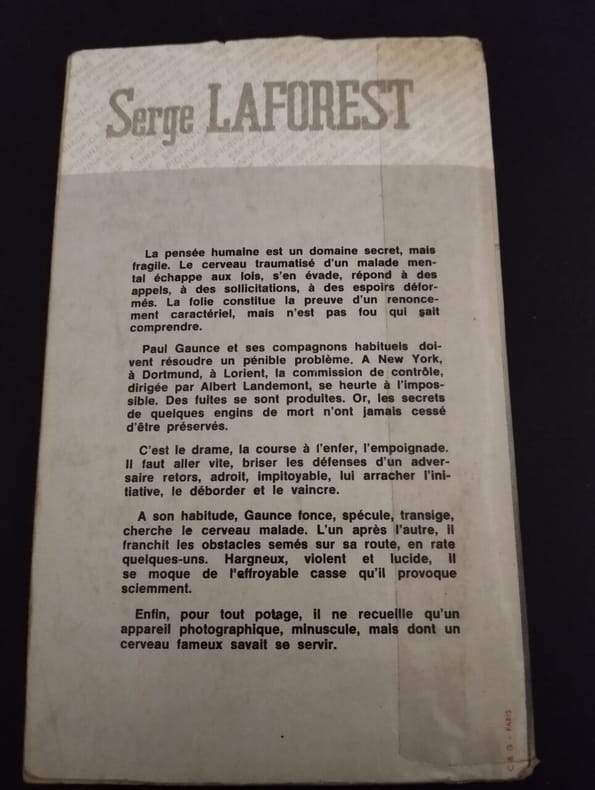 Serge LAFOREST
La pensée humaine est un domaine secret, mais
fragile. Le cerveau traumatisé d'un malade men-
tal échappe aux lois, s'en évade, répond à des
appels, à des sollicitations, à des espoirs défor-
més. La folie constitue la preuve d'un renonce-
ment caractériel, mais n'est pas fou qui sait
comprendre.
Paul Gaunce et ses compagnons habituels doi-
vent résoudre un pénible problème. A New York,
à Dortmund, à Lorient, la commission de contrôle,
dirigée par Albert Landemont, se heurte à l'impos-
sible. Des fuites se sont produites. Or, les secrets
de quelques engins de mort n'ont jamais cessé
d'être préservés.
C'est le drame, la course à l'enfer, l'empoignade.
Il faut aller vite, briser les défenses d'un adver-
saire retors, adroit, impitoyable, lui arracher l'ini-
tiative, le déborder et le vaincre.
A son habitude, Gaunce fonce, spécule, transige,
cherche le cerveau malade. L'un après l'autre, il
franchit les obstacles semés sur sa route, en rate
quelques-uns. Hargneux, violent et lucide, il
se moque de l'effroyable casse qu'il provoque
sciemment.
Enfin, pour tout potage, il ne recueille qu'un
appareil photographique, minuscule, mais dont un
cerveau fameux savait se servir.
PARIS